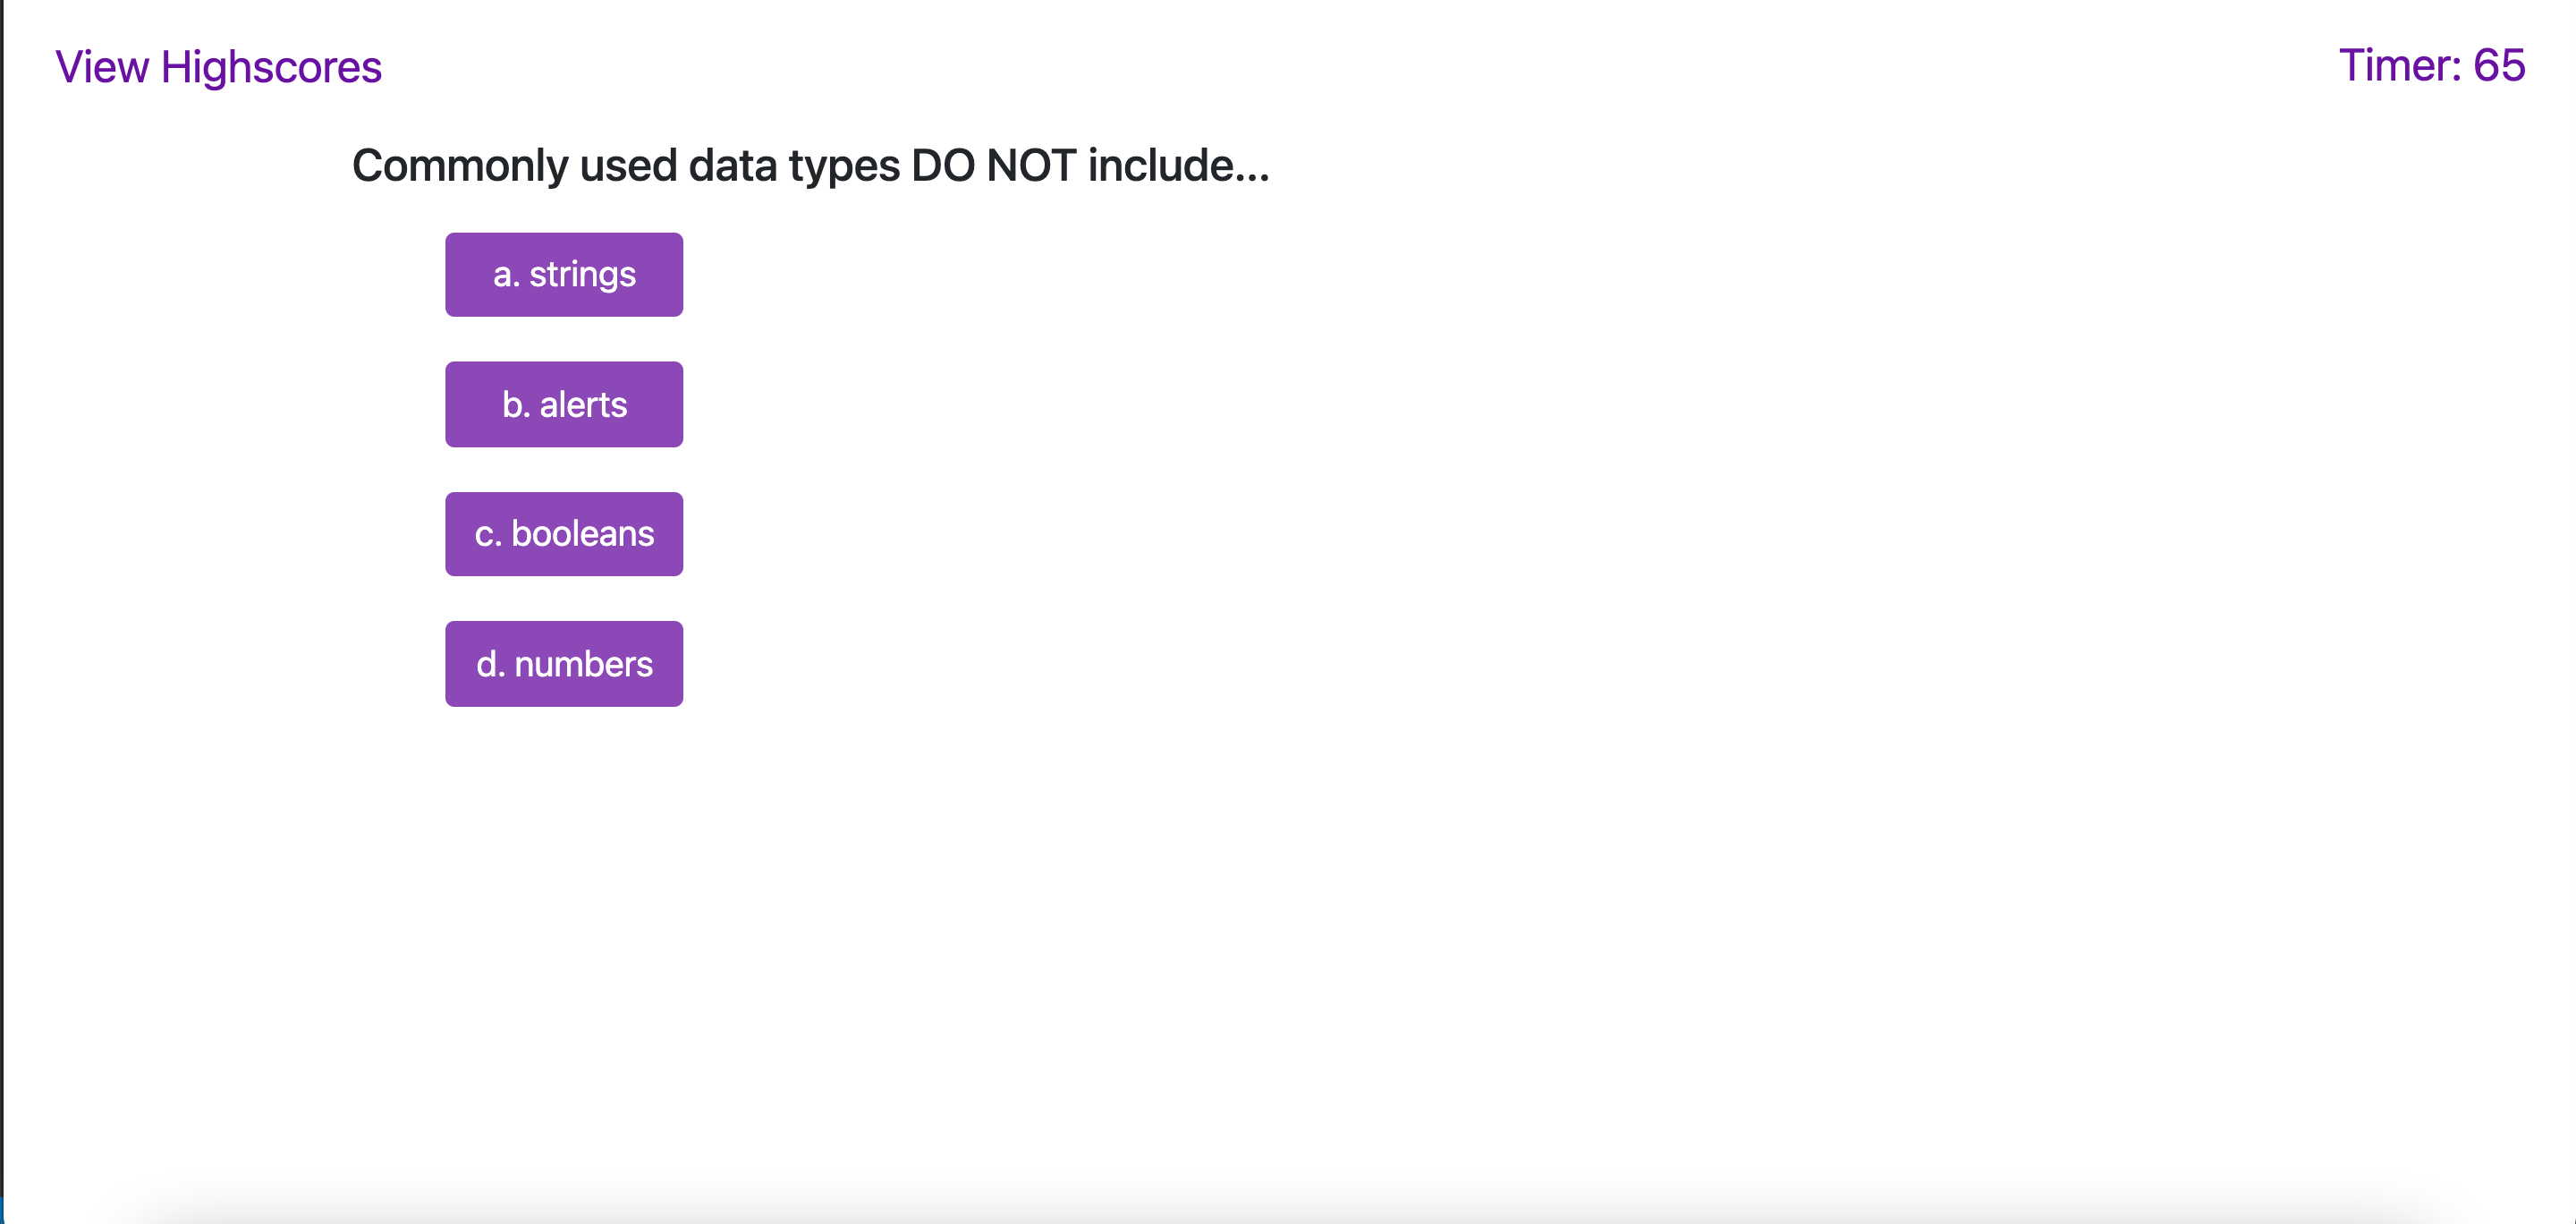 View Highscores
Timer: 65
Commonly used data types DO NOT include...
a. strings
b. alerts
c. booleans
d. numbers